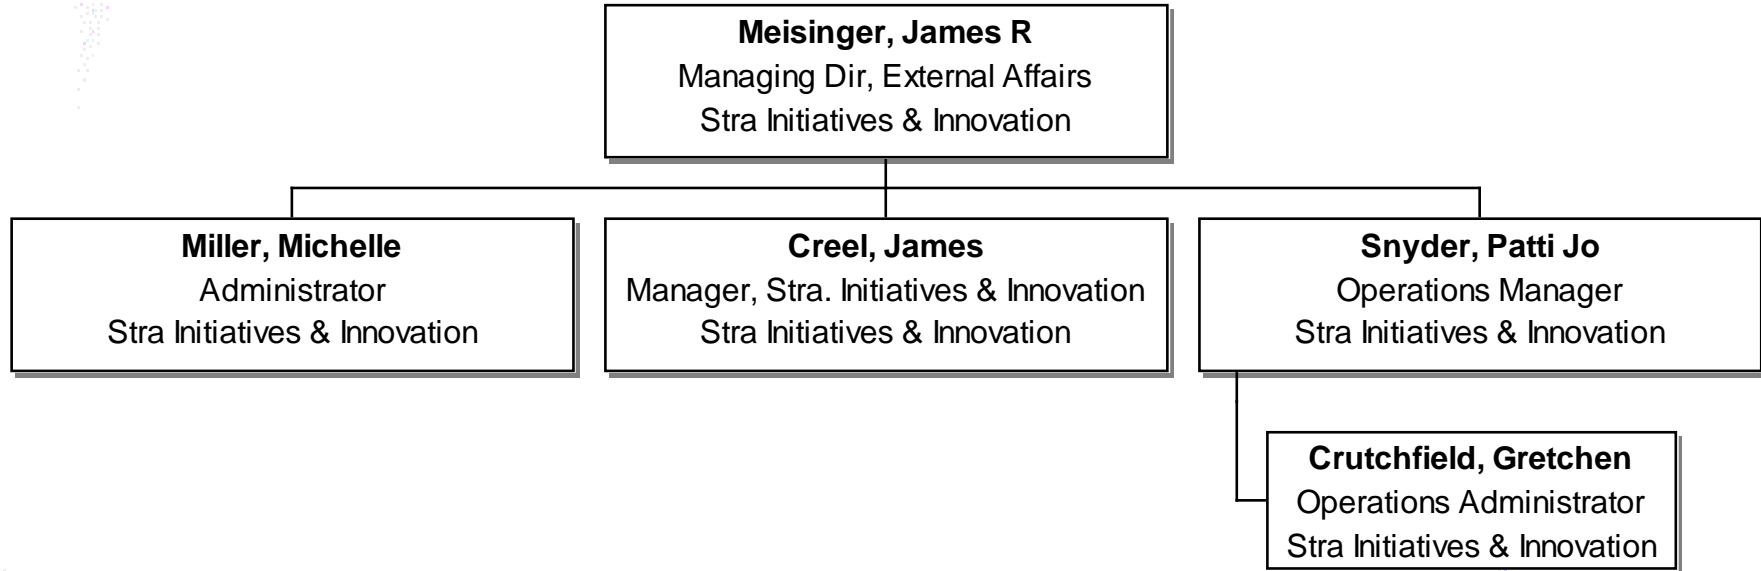 Meisinger, James R
Managing Dir, External Affairs
Stra Initiatives & Innovation
Miller, Michelle
Administrator
Stra Initiatives & Innovation
Creel, James
Manager, Stra. Initiatives & Innovation
Stra Initiatives & Innovation
Snyder, Patti Jo
Operations Manager
Stra Initiatives & Innovation
Crutchfield, Gretchen
Operations Administrator
Stra Initiatives & Innovation